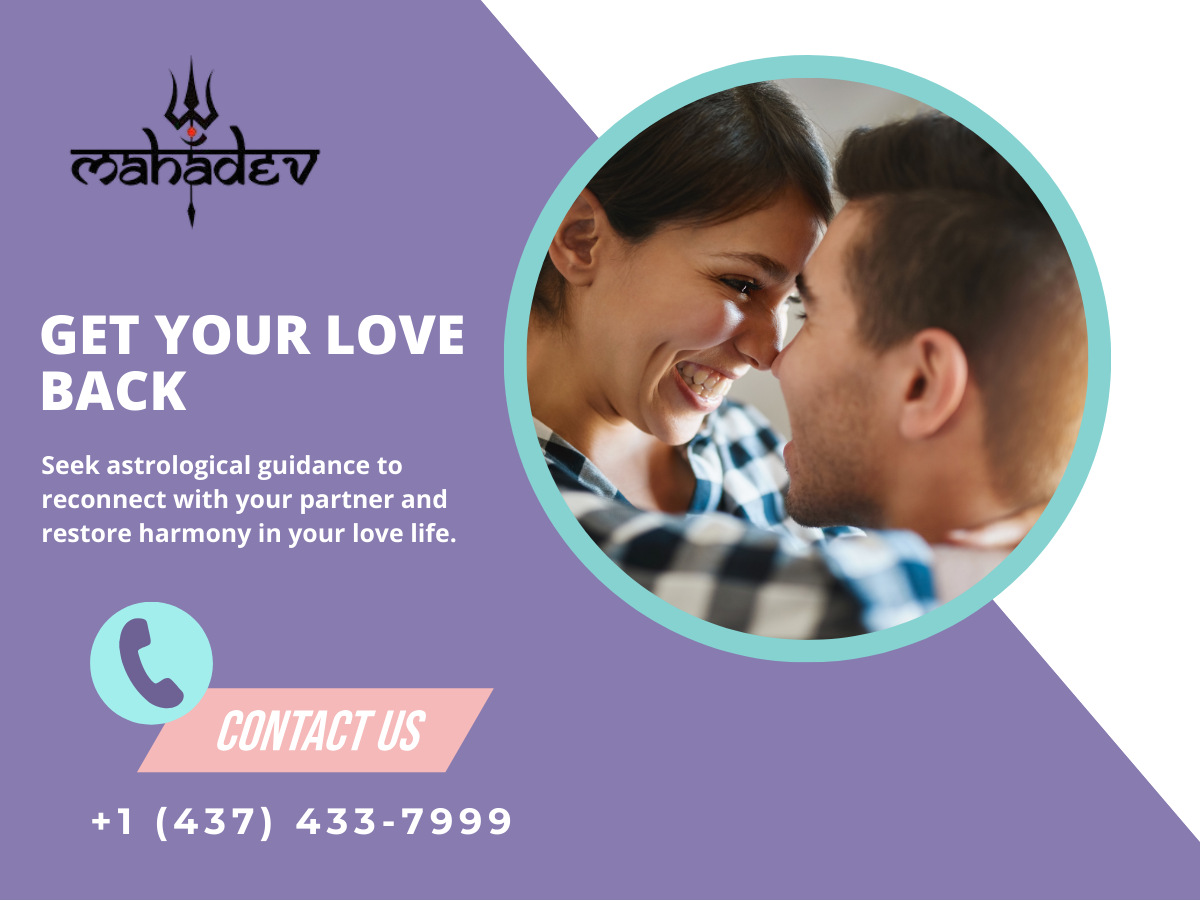 mahadev
GET YOUR LOVE
BACK
Seek astrological guidance to
reconnect with your partner and
restore harmony in your love life.
CONTACT US
+1 (437) 433-7999